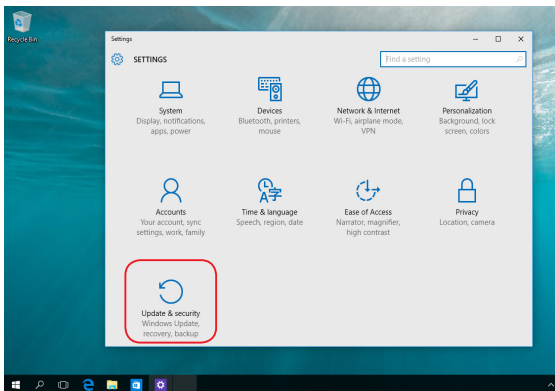 Recycle Bin
Settings
SETTINGS
Find a setting
System
Display, notifications,
apps, power
Devices
Bluetooth, printers,
mouse
Network & Internet
Wi-Fi, airplane mode,
VPN
Personalization
Background, lock
screen, colors
Accounts
Your account, sync
settings, work, family
Time & language
Speech, region, date
Ease of Access
Narrator, magnifier,
high contrast
Privacy
Location, camera
Update & security
Windows Update,
recovery, backup